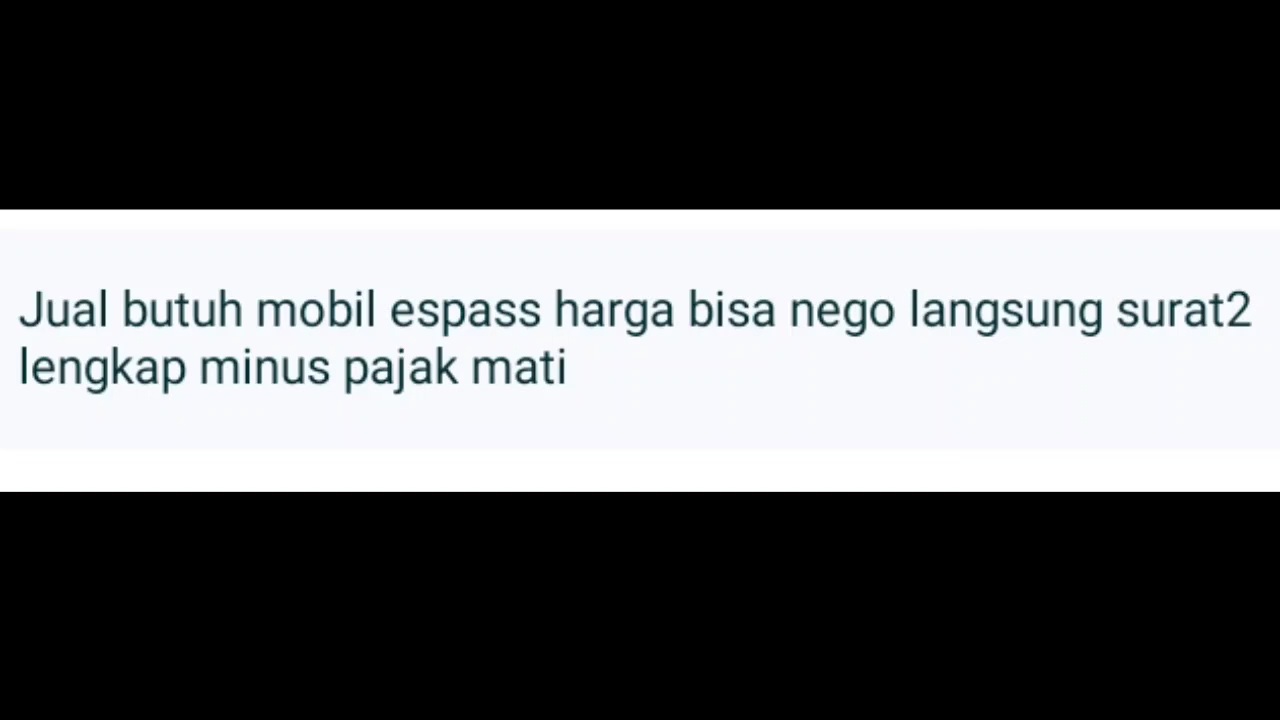 Jual butuh mobil espass harga bisa nego langsung surat2
lengkap minus pajak mati